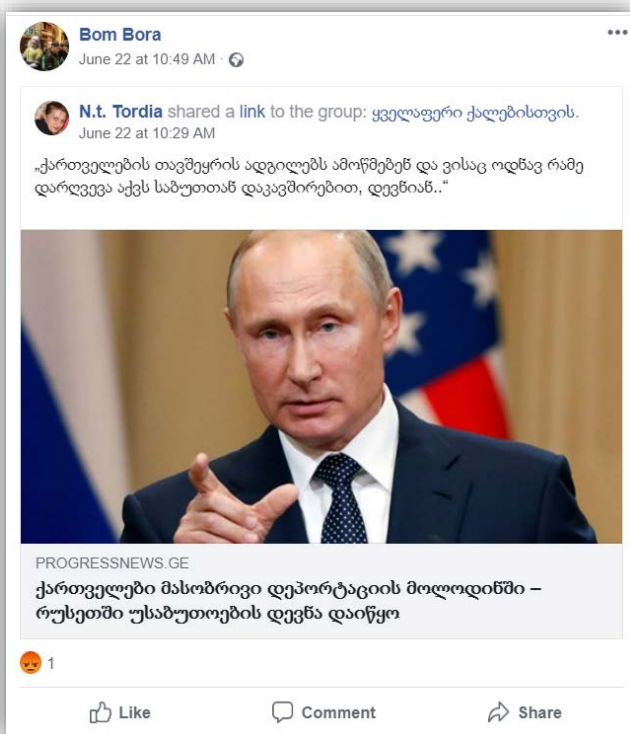 Bom Bora
June 22 at 10:49 AM ·
N.t. Tordia shared a link to the group: ყველაფერი ქალებისთვის.
June 22 at 10:29 AM
„ქართველების თავშეყრის ადგილებს ამოწმებენ და ვისაც ოდნავ რამე
დარღვევა აქვს საბუთთან დაკავშირებით, დევნიან..“
PROGRESSNEWS.GE
ქართველები მასობრივი დეპორტაციის მოლოდინში –
რუსეთში უსაბუთოების დევნა დაიწყო
1
Like Comment Share